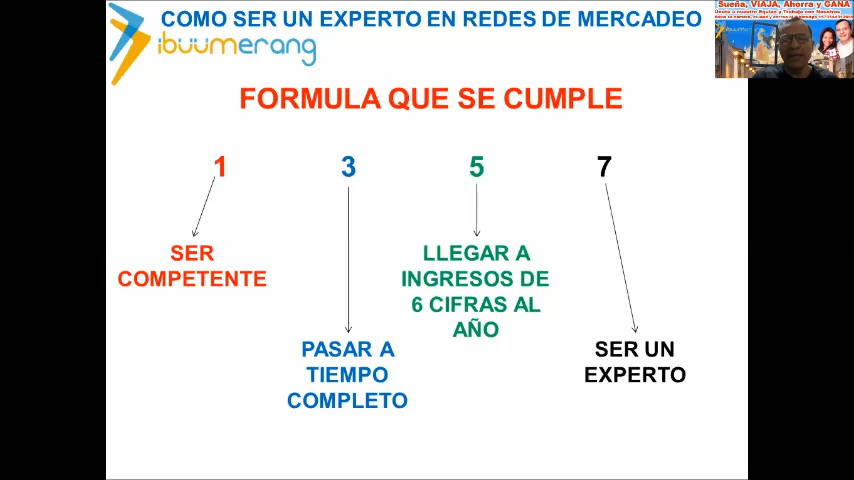 COMO SER UN EXPERTO EN REDES DE MERCADEO
ibüümerang
Sueña, VIAJA, Ahorra y GANA
FORMULA QUE SE CUMPLE
1 3 5 7
SER
COMPETENTE
LLEGAR A
INGRESOS DE
6 CIFRAS AL
AÑO
PASAR A
TIEMPO
COMPLETO
SER UN
EXPERTO